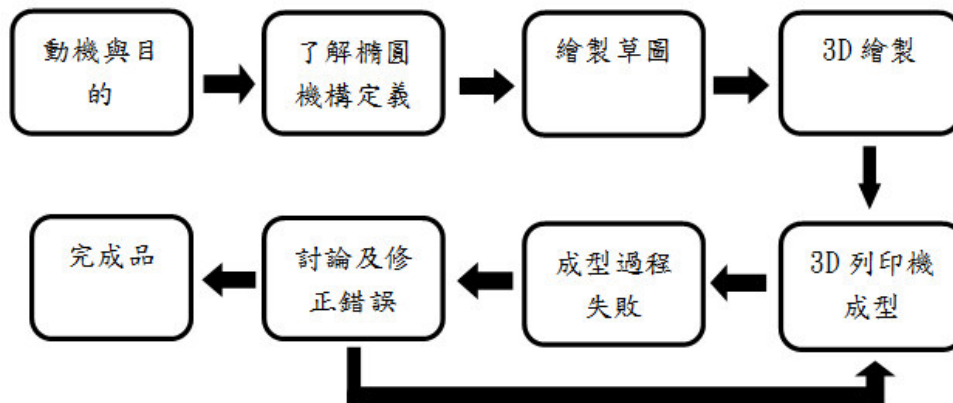 動機與目
的
了解橢圓
機構定義
繪製草圖
3D 繪製
3D 列印機
成型
成型過程
失敗
討論及修
正錯誤
完成品